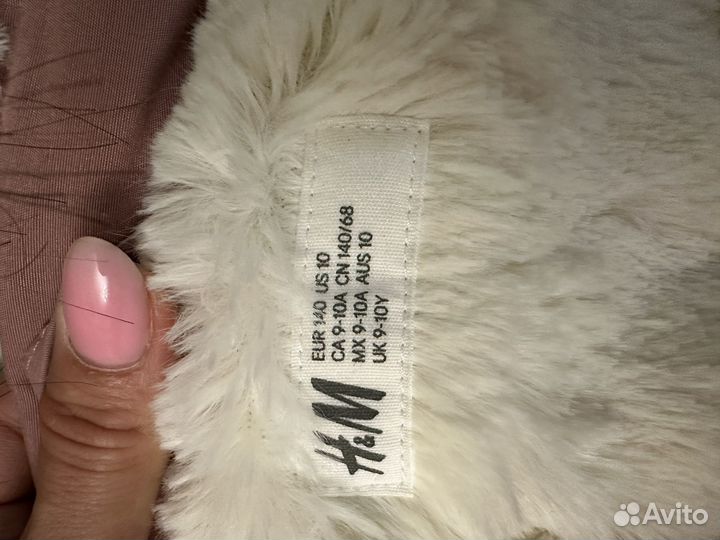 H&M
EUR 140 US 10
CA 9-10A CN 140/68
MX 9-10A AUS 10
UK 9-10Y
Avito